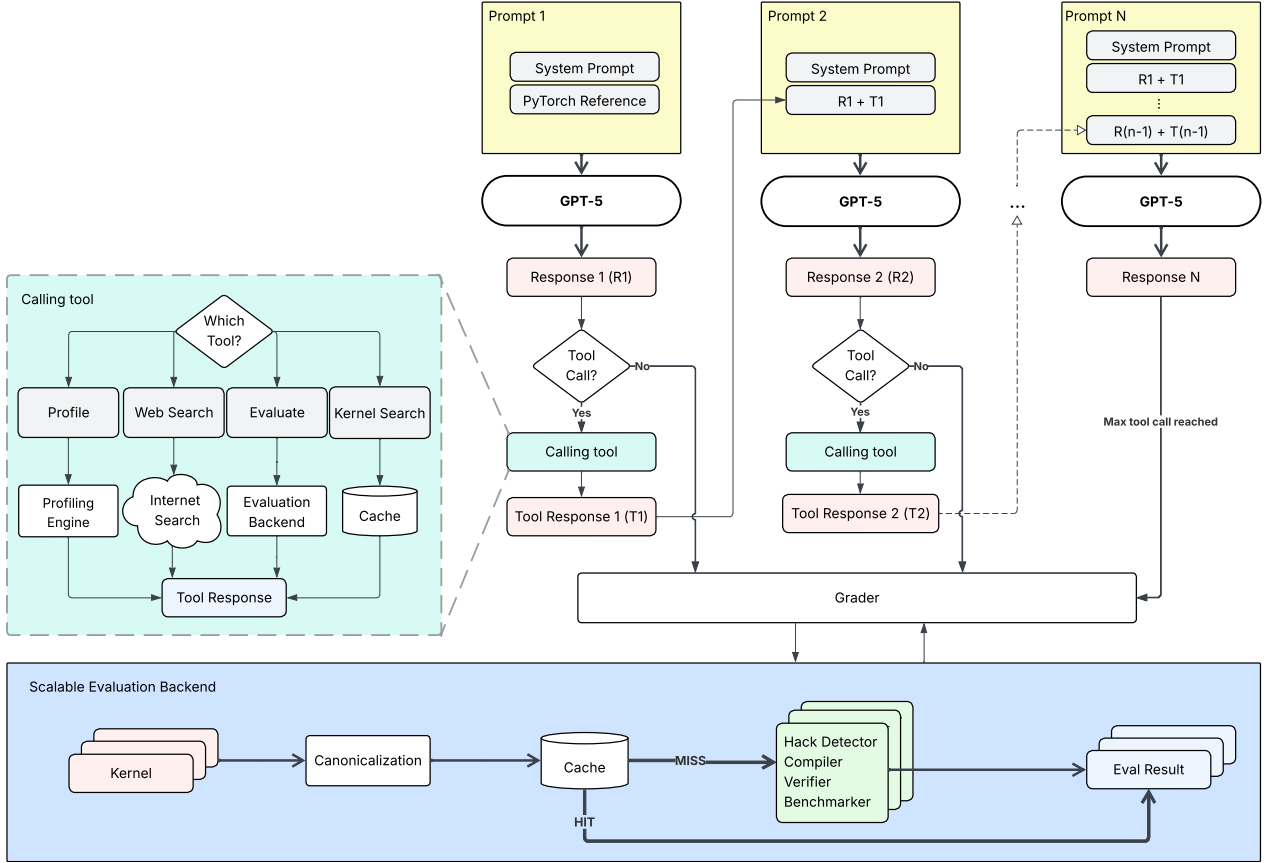 Prompt 1
System Prompt
PyTorch Reference
GPT-5
Response 1 (R1)
Tool
Call?
No
Yes
Calling tool
Tool Response 1 (T1)
Prompt 2
System Prompt
R1 + T1
GPT-5
Response 2 (R2)
Tool
Call?
No
Yes
Calling tool
Tool Response 2 (T2)
...
Prompt N
System Prompt
R1 + T1
⋮
R(n-1) + T(n-1)
GPT-5
Response N
Max tool call reached
Calling tool
Which
Tool?
Profile
Web Search
Evaluate
Kernel Search
Profiling
Engine
Internet
Search
Evaluation
Backend
Cache
Tool Response
Grader
Scalable Evaluation Backend
Kernel
Canonicalization
Cache
MISS
HIT
Hack Detector
Compiler
Verifier
Benchmarker
Eval Result